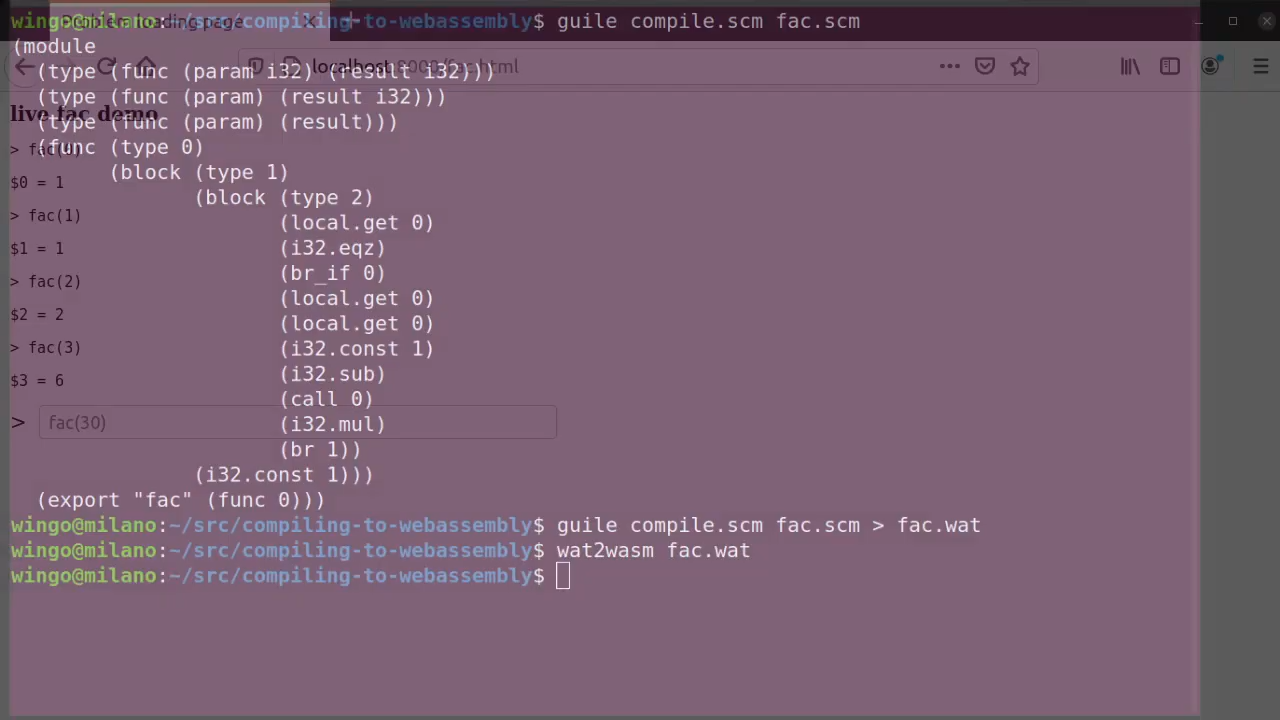 wingo@milano:~/src/compiling-to-webassembly$ guile compile.scm fac.scm
(module
(type (func (param i32) (result i32)))
(type (func (param) (result i32)))
(type (func (param) (result)))
(func (type 0)
(block (type 1)
(block (type 2)
(local.get 0)
(i32.eqz)
(br_if 0)
(local.get 0)
(local.get 0)
(i32.const 1)
(i32.sub)
(call 0)
(i32.mul)
(br 1))
(i32.const 1)))
(export "fac" (func 0)))
wingo@milano:~/src/compiling-to-webassembly$ guile compile.scm fac.scm > fac.wat
wingo@milano:~/src/compiling-to-webassembly$ wat2wasm fac.wat
wingo@milano:~/src/compiling-to-webassembly$
loading page
localhost:8000/fac.html
live fac demo
$0 = 1
> fac(1)
$1 = 1
> fac(2)
$2 = 2
> fac(3)
$3 = 6
> fac(30)